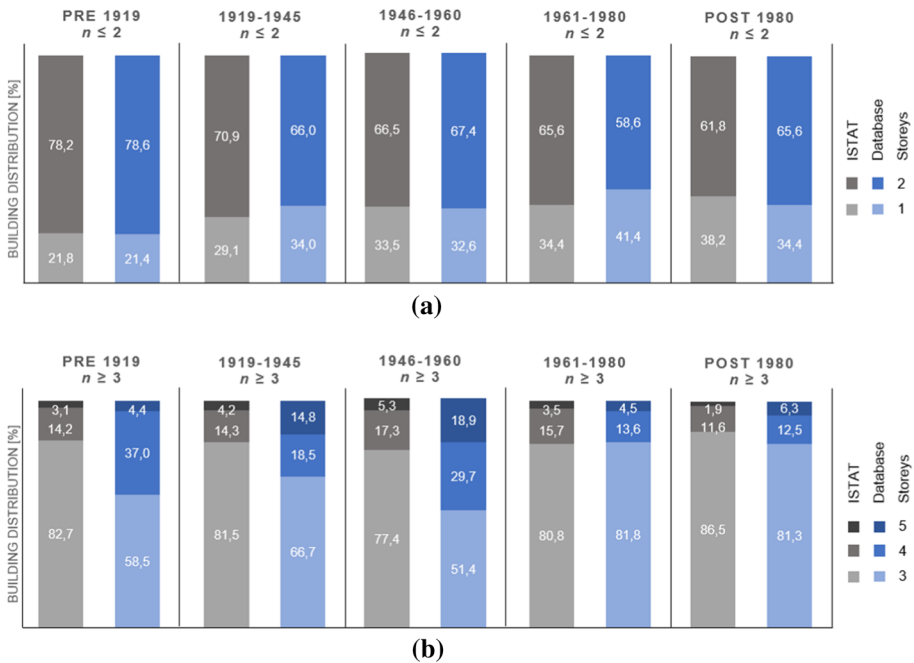 PRE 1919
n ≤ 2
1919-1945
n ≤ 2
1946-1960
n ≤ 2
1961-1980
n ≤ 2
POST 1980
n ≤ 2
BUILDING DISTRIBUTION [%]
78,2
78,6
70,9
66,0
66,5
67,4
65,6
58,6
61,8
65,6
21,8
21,4
29,1
34,0
33,5
32,6
34,4
41,4
38,2
34,4
ISTAT
Database
Storeys
2
1
(a)
PRE 1919
n ≥ 3
1919-1945
n ≥ 3
1946-1960
n ≥ 3
1961-1980
n ≥ 3
POST 1980
n ≥ 3
BUILDING DISTRIBUTION [%]
3,1
4,4
4,2
14,8
5,3
18,9
3,5
4,5
1,9
6,3
14,2
37,0
14,3
18,5
17,3
29,7
15,7
13,6
11,6
12,5
82,7
58,5
81,5
66,7
77,4
51,4
80,8
81,8
86,5
81,3
ISTAT
Database
Storeys
5
4
3
(b)